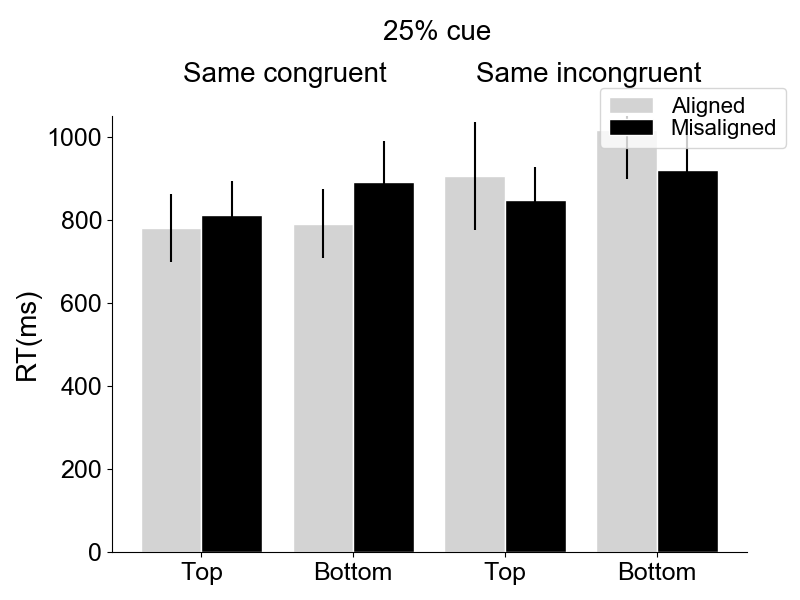 25% cue
Same congruent
Same incongruent
Aligned
Misaligned
1000
800
600
400
200
0
RT(ms)
Top
Bottom
Top
Bottom